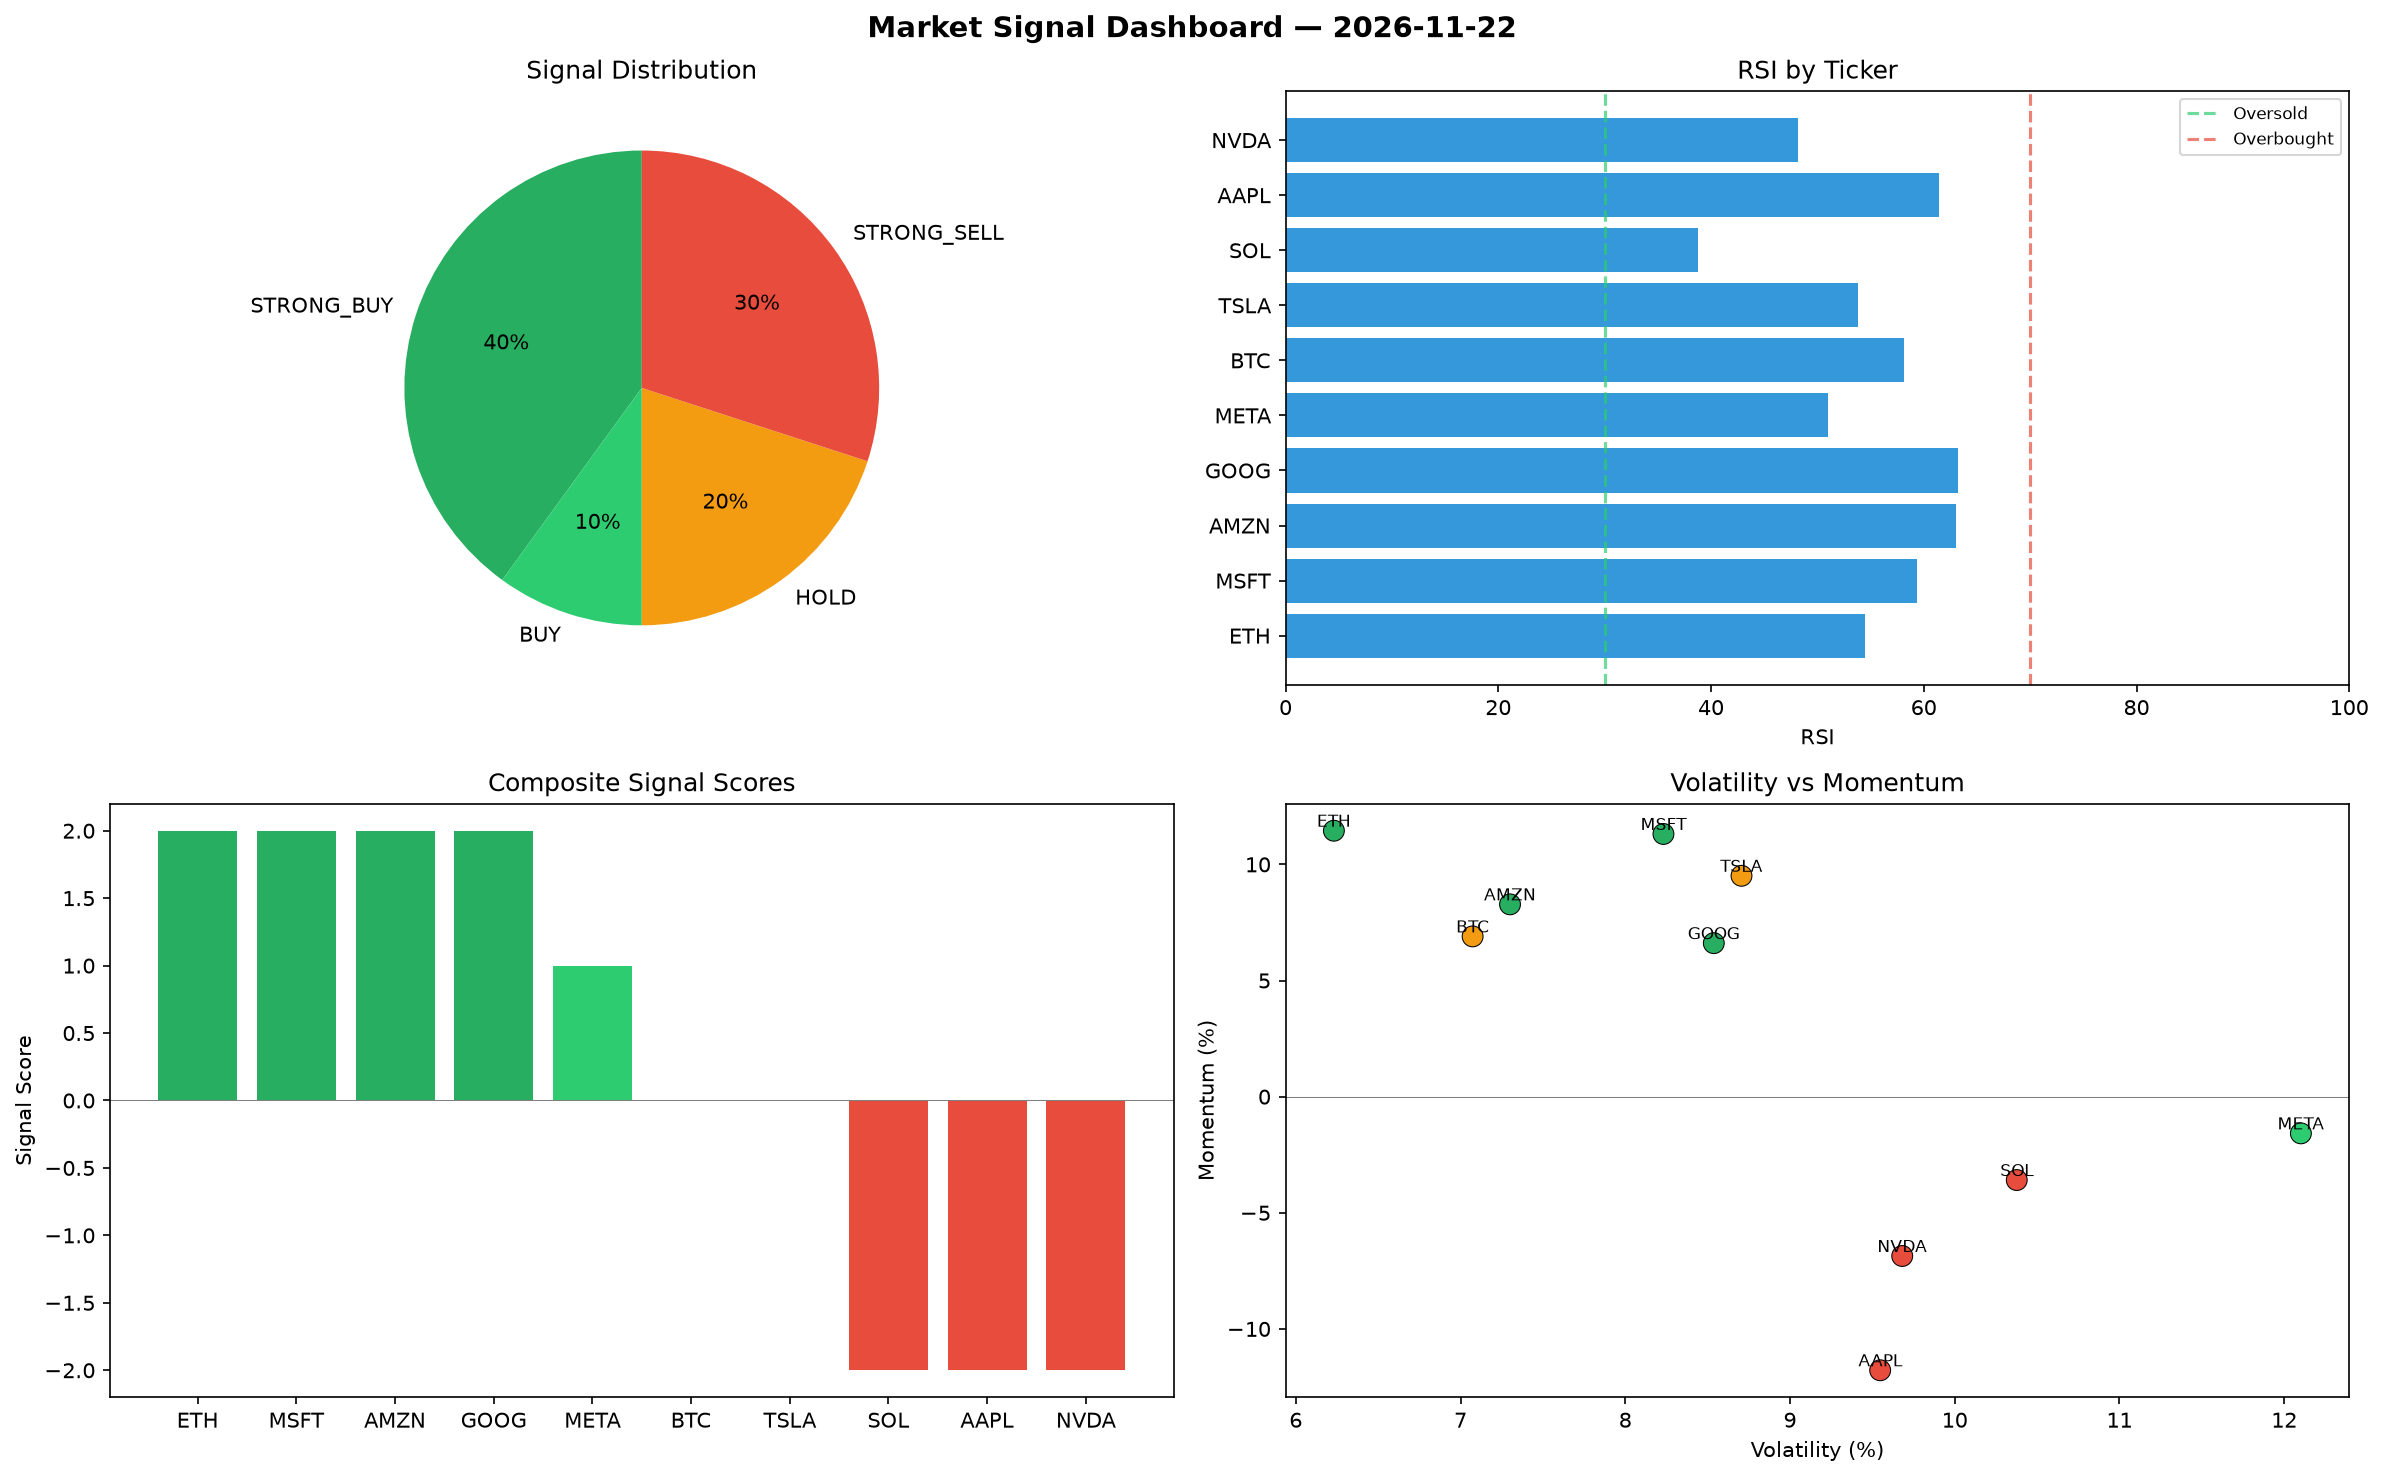 Market Signal Dashboard — 2026-11-22
Signal Distribution
STRONG_SELL
30%
STRONG_BUY
40%
20%
10%
HOLD
BUY
RSI by Ticker
Oversold
Overbought
NVDA
AAPL
SOL
TSLA
BTC
META
GOOG
AMZN
MSFT
ETH
0 20 40 60 80 100
RSI
Composite Signal Scores
Signal Score
2.0
1.5
1.0
0.5
0.0
−0.5
−1.0
−1.5
−2.0
ETH MSFT AMZN GOOG META BTC TSLA SOL AAPL NVDA
Volatility vs Momentum
Momentum (%)
10
5
0
−5
−10
ETH
MSFT
TSLA
AMZN
BTC
GOOG
META
SOL
NVDA
AAPL
6 7 8 9 10 11 12
Volatility (%)